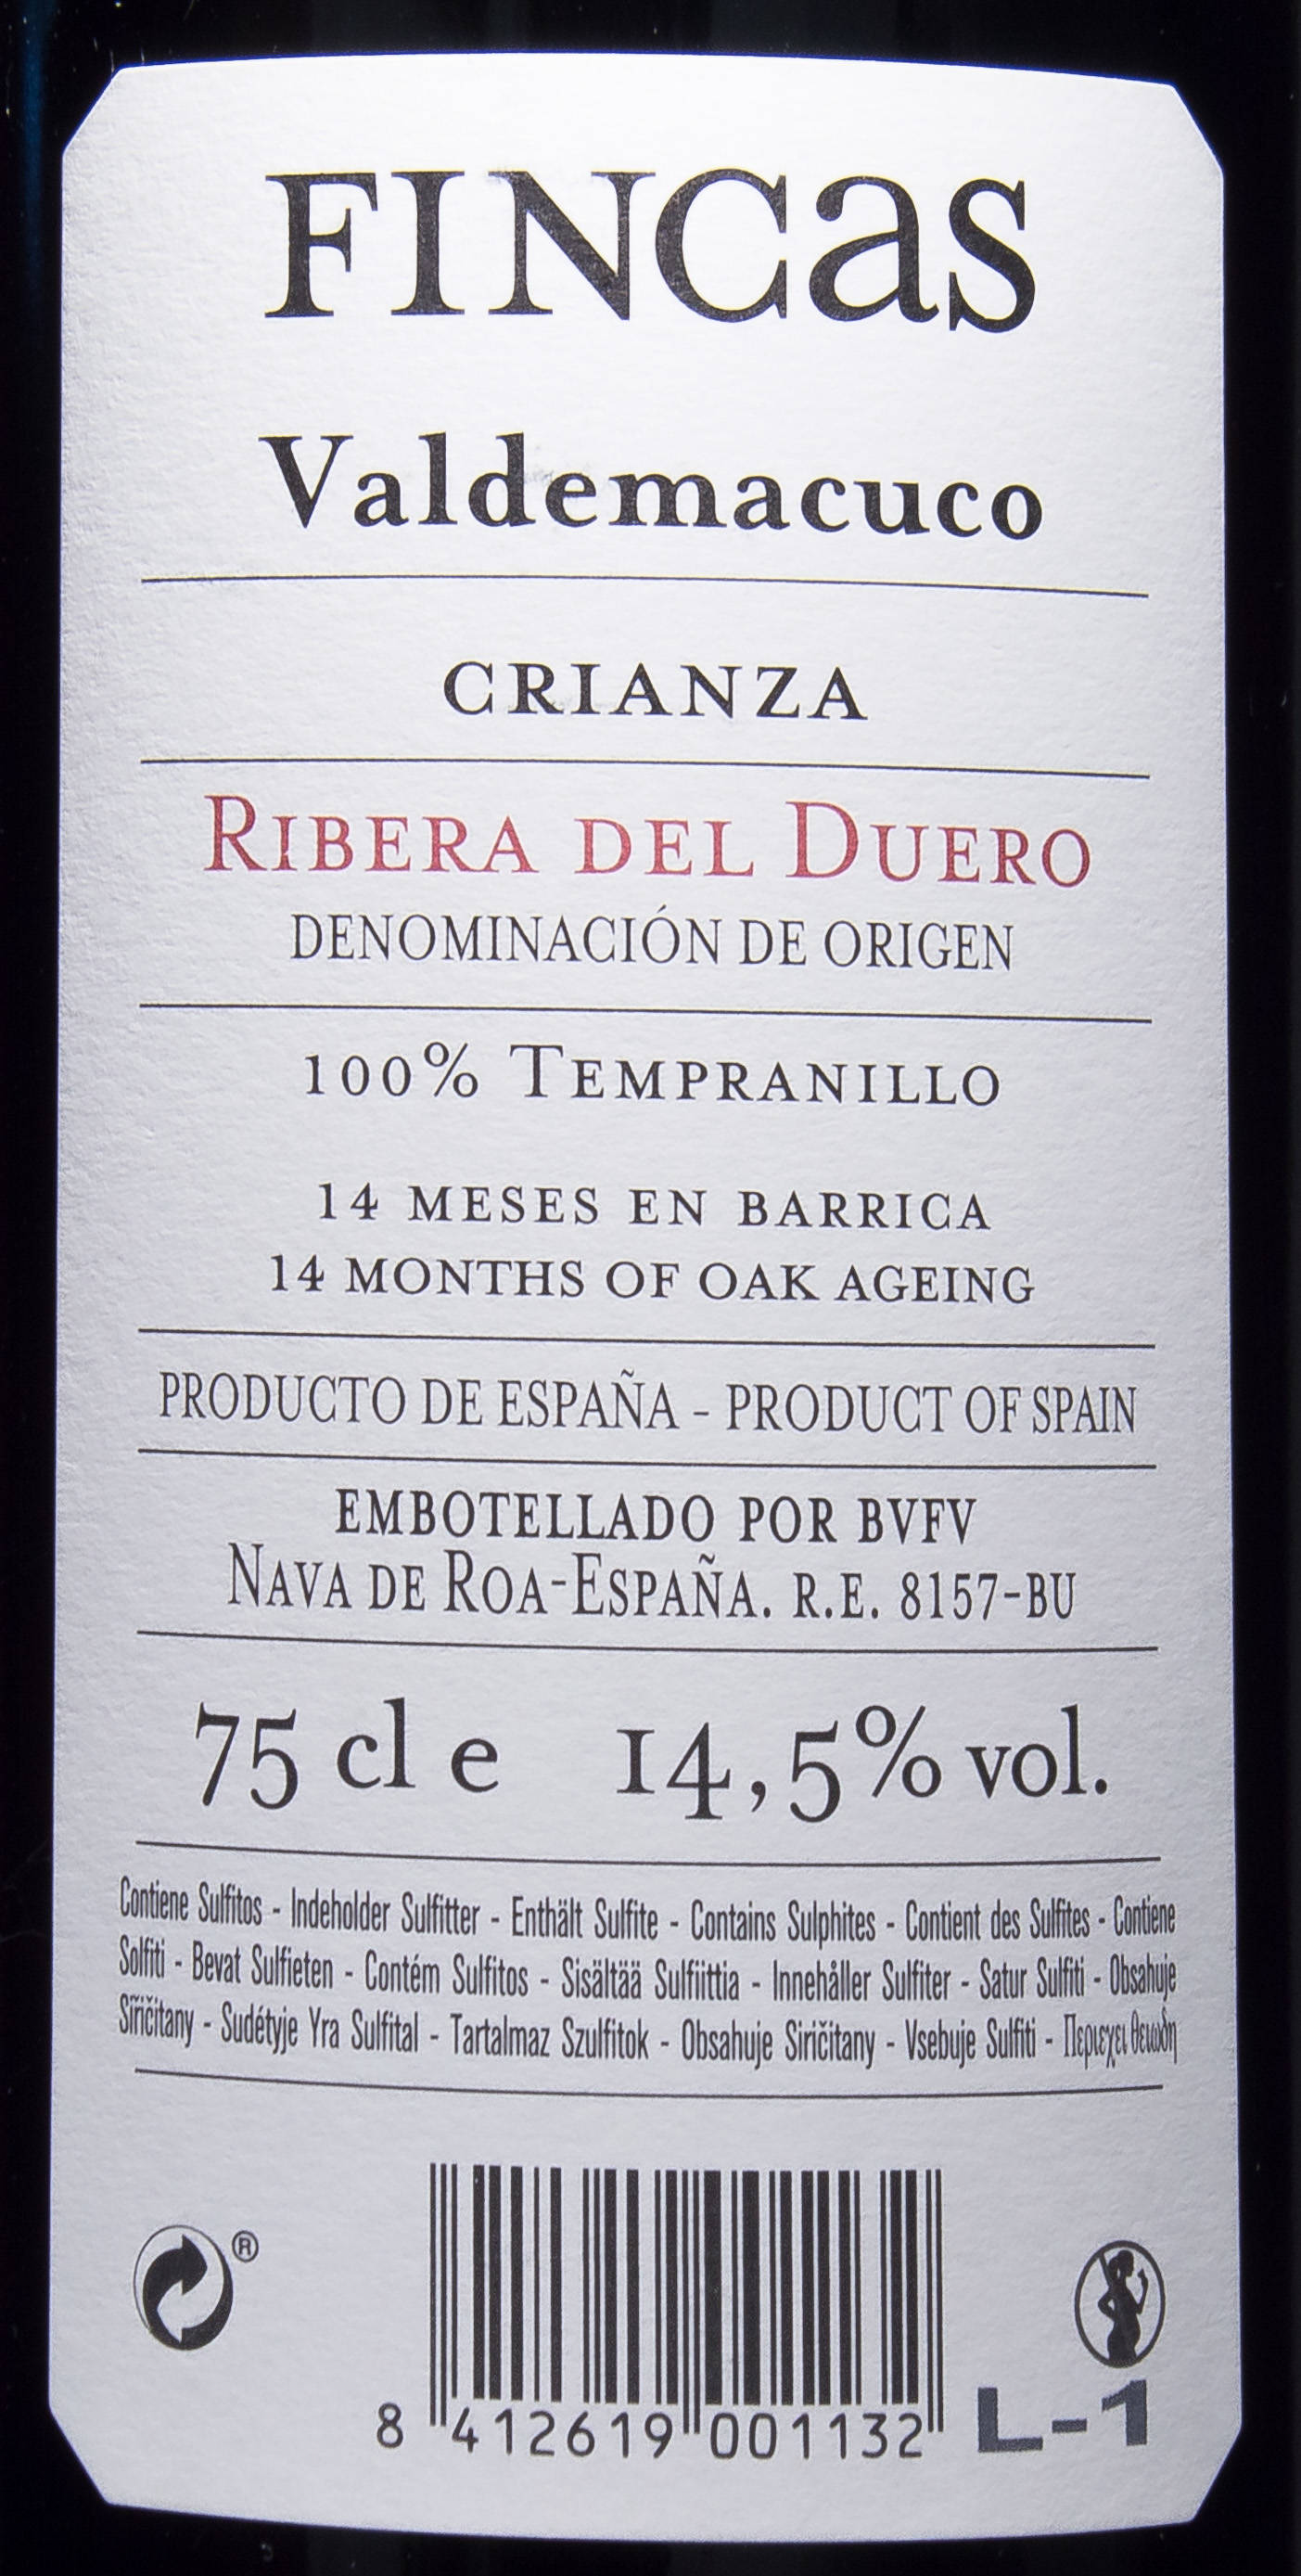 FINCas
Valdemacuco
CRIANZA
RIBERA DEL DUERO
DENOMINACIÓN DE ORIGEN
100% TEMPRANILLO
14 MESES EN BARRICA
14 MONTHS OF OAK AGEING
PRODUCTO DE ESPAÑA - PRODUCT OF SPAIN
EMBOTELLADO POR BVFV
NAVA DE ROA-ESPAÑA. R.E. 8157-BU
75 cl e 14,5% vol.
Contiene Sulfitos - Indeholder Sulfitter - Enthält Sulfite - Contains Sulphites - Contient des Sulfites - Contiene
Solfiti - Bevat Sulfieten - Contém Sulfitos - Sisältää Sulfiittia - Innehåller Sulfiter - Satur Sulfiti - Obsahuje
Siřičitany - Sudétyje Yra Sulfital - Tartalmaz Szulfitok - Obsahuje Siričitany - Vsebuje Sulfiti - Περιεχει θειωδη
®
8 412619 001132 L-1